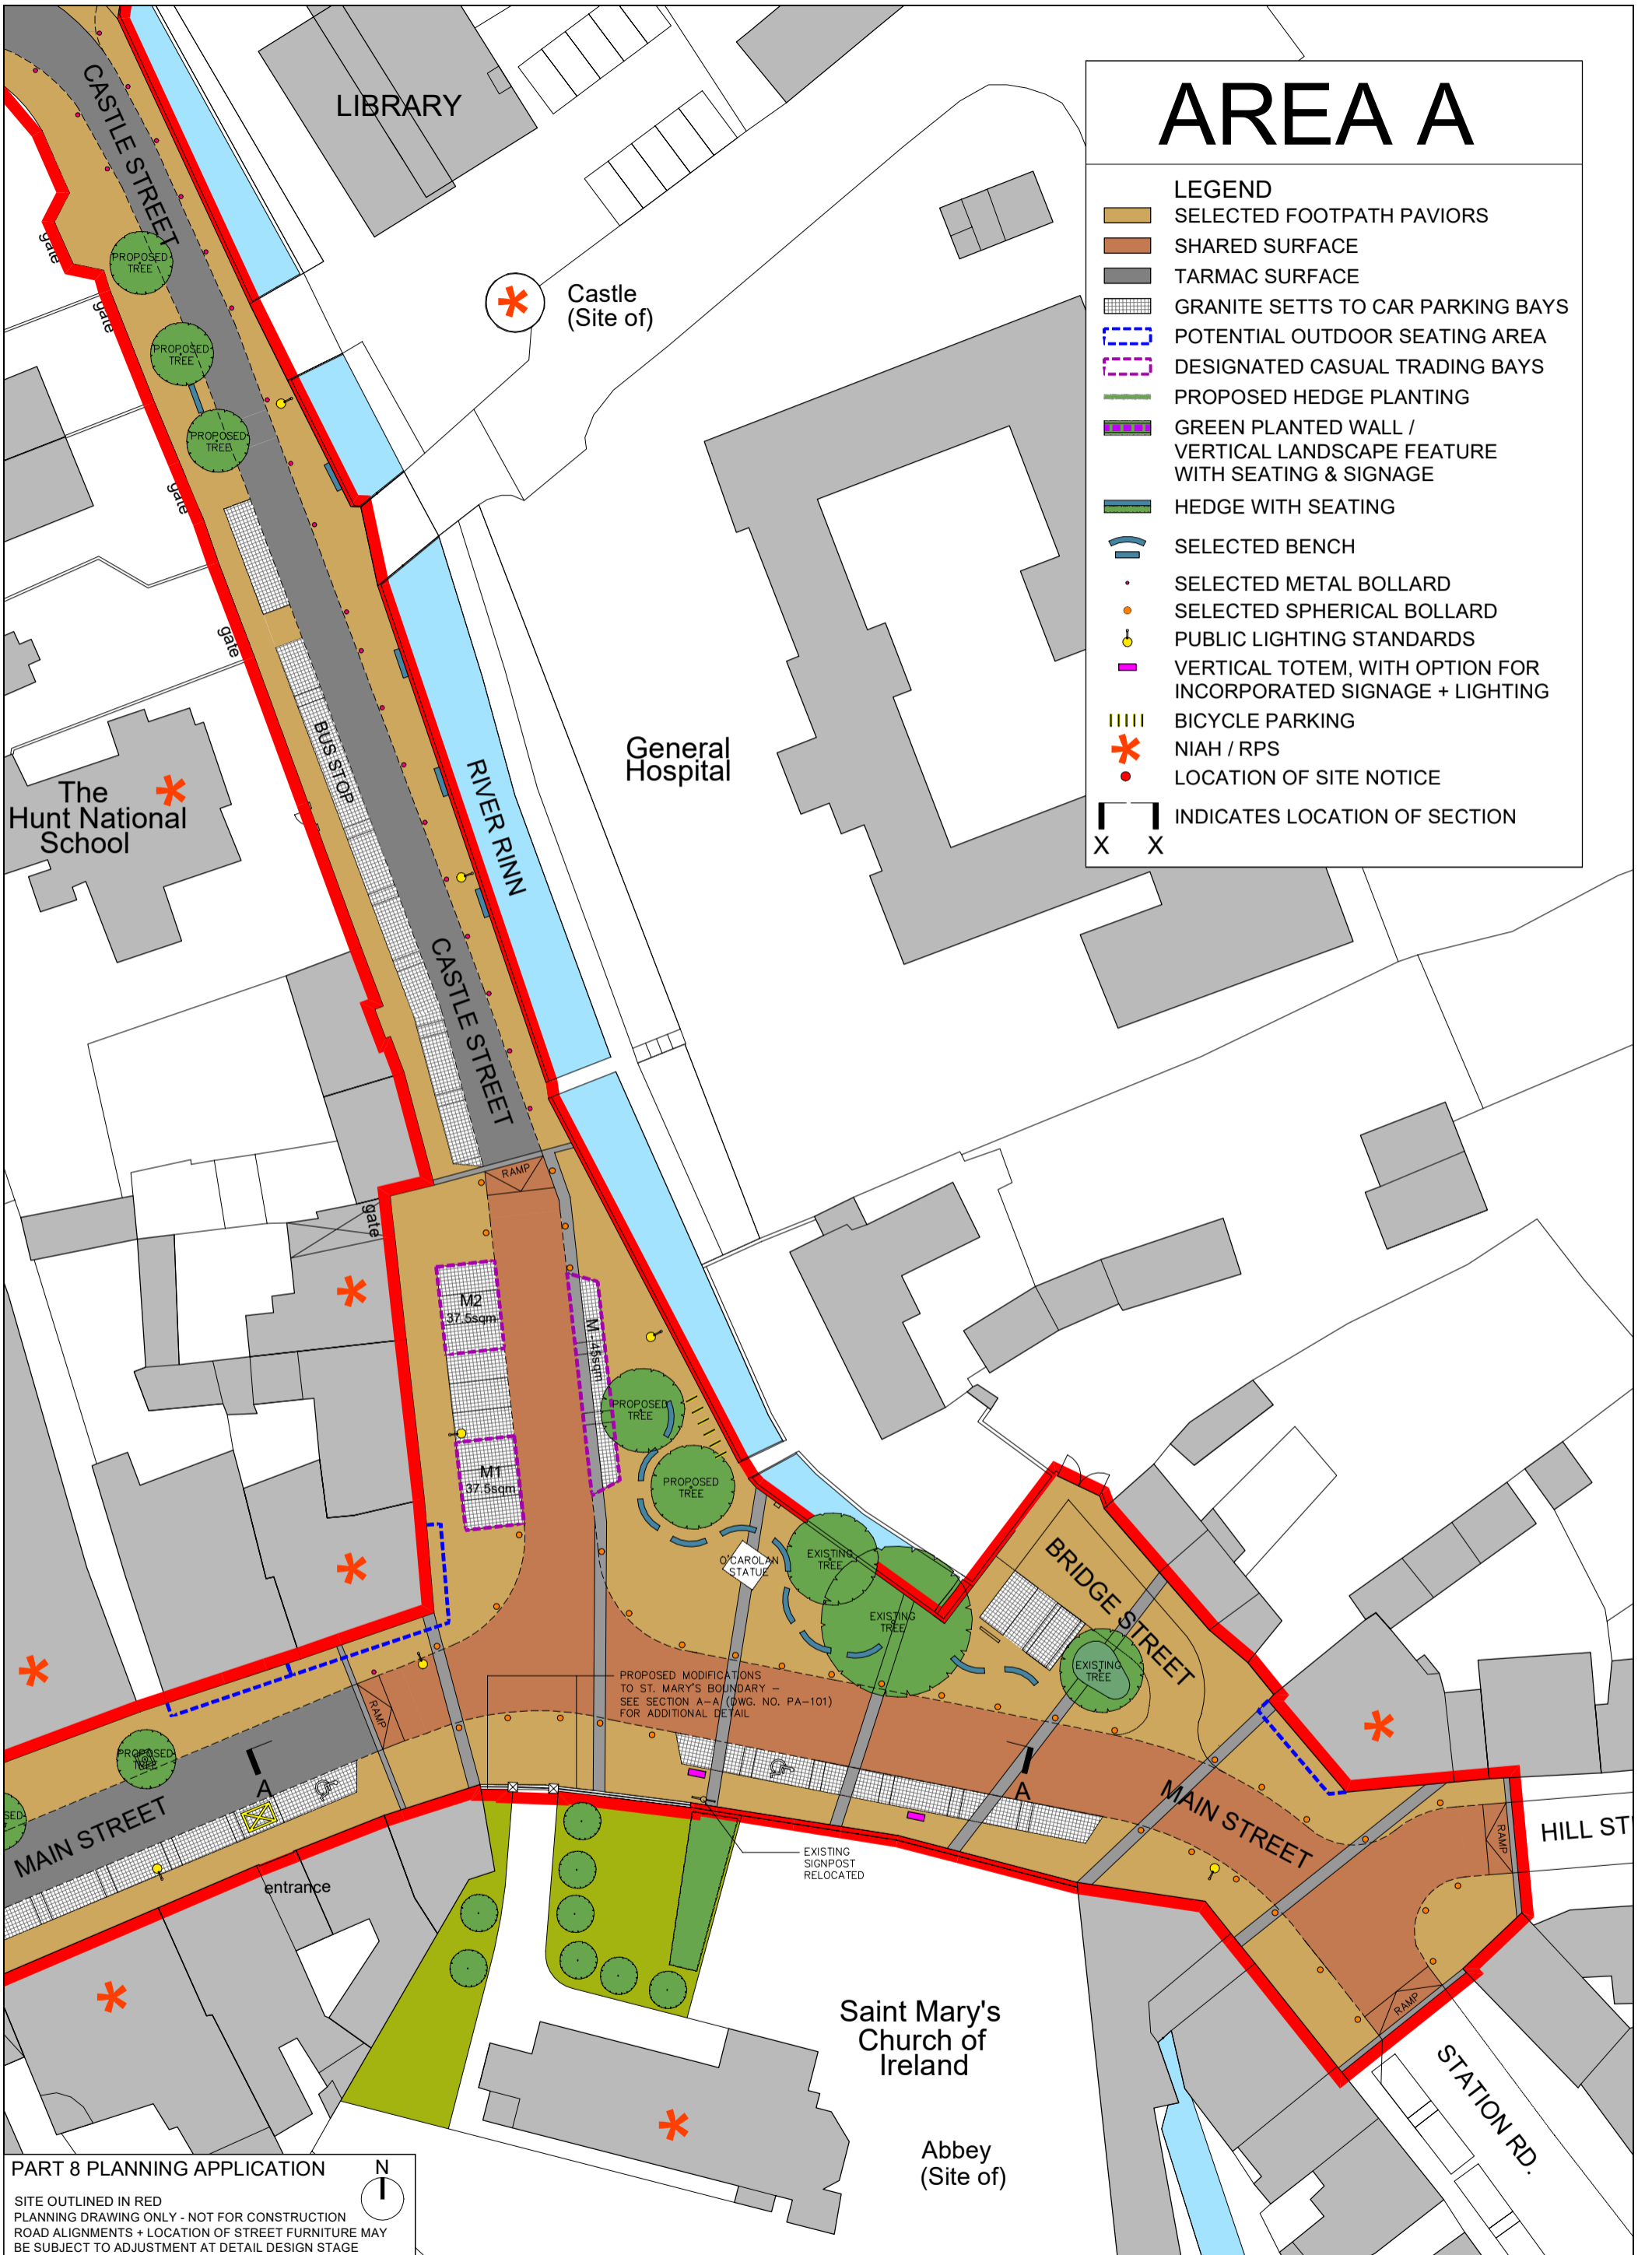 AREA A
LEGEND
SELECTED FOOTPATH PAVIORS
SHARED SURFACE
TARMAC SURFACE
GRANITE SETTS TO CAR PARKING BAYS
POTENTIAL OUTDOOR SEATING AREA
DESIGNATED CASUAL TRADING BAYS
PROPOSED HEDGE PLANTING
GREEN PLANTED WALL /
VERTICAL LANDSCAPE FEATURE
WITH SEATING & SIGNAGE
HEDGE WITH SEATING
SELECTED BENCH
SELECTED METAL BOLLARD
SELECTED SPHERICAL BOLLARD
PUBLIC LIGHTING STANDARDS
VERTICAL TOTEM, WITH OPTION FOR
INCORPORATED SIGNAGE + LIGHTING
BICYCLE PARKING
NIAH / RPS
LOCATION OF SITE NOTICE
INDICATES LOCATION OF SECTION
X X
CASTLE STREET
LIBRARY
gate
PROPOSED
TREE
gate
Castle
(Site of)
PROPOSED
TREE
PROPOSED
TREE
gate
gate
BUS STOP
RIVER RINN
General
Hospital
The
Hunt National
School
CASTLE STREET
RAMP
gate
M2
37.5sqm
M - 45sqm
PROPOSED
TREE
M1
37.5sqm
PROPOSED
TREE
O'CAROLAN
STATUE
EXISTING
TREE
EXISTING
TREE
BRIDGE STREET
EXISTING
TREE
PROPOSED MODIFICATIONS
TO ST. MARY'S BOUNDARY -
SEE SECTION A-A (DWG. NO. PA-101)
FOR ADDITIONAL DETAIL
RAMP
PROPOSED
TREE
A
A
SED
MAIN STREET
MAIN STREET
RAMP
HILL ST
EXISTING
SIGNPOST
RELOCATED
entrance
RAMP
Saint Mary's
Church of
Ireland
STATION RD.
Abbey
(Site of)
PART 8 PLANNING APPLICATION
N
SITE OUTLINED IN RED
PLANNING DRAWING ONLY - NOT FOR CONSTRUCTION
ROAD ALIGNMENTS + LOCATION OF STREET FURNITURE MAY
BE SUBJECT TO ADJUSTMENT AT DETAIL DESIGN STAGE